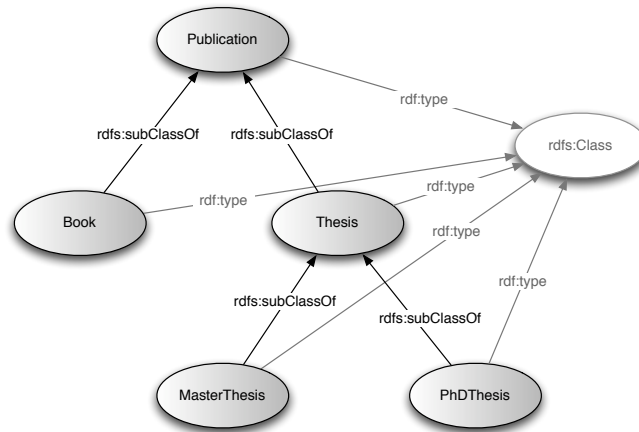 Publication
rdf:type
rdfs:subClassOf
rdfs:subClassOf
rdfs:Class
rdf:type
rdf:type
Book
Thesis
rdf:type
rdf:type
rdfs:subClassOf
rdfs:subClassOf
MasterThesis
PhDThesis